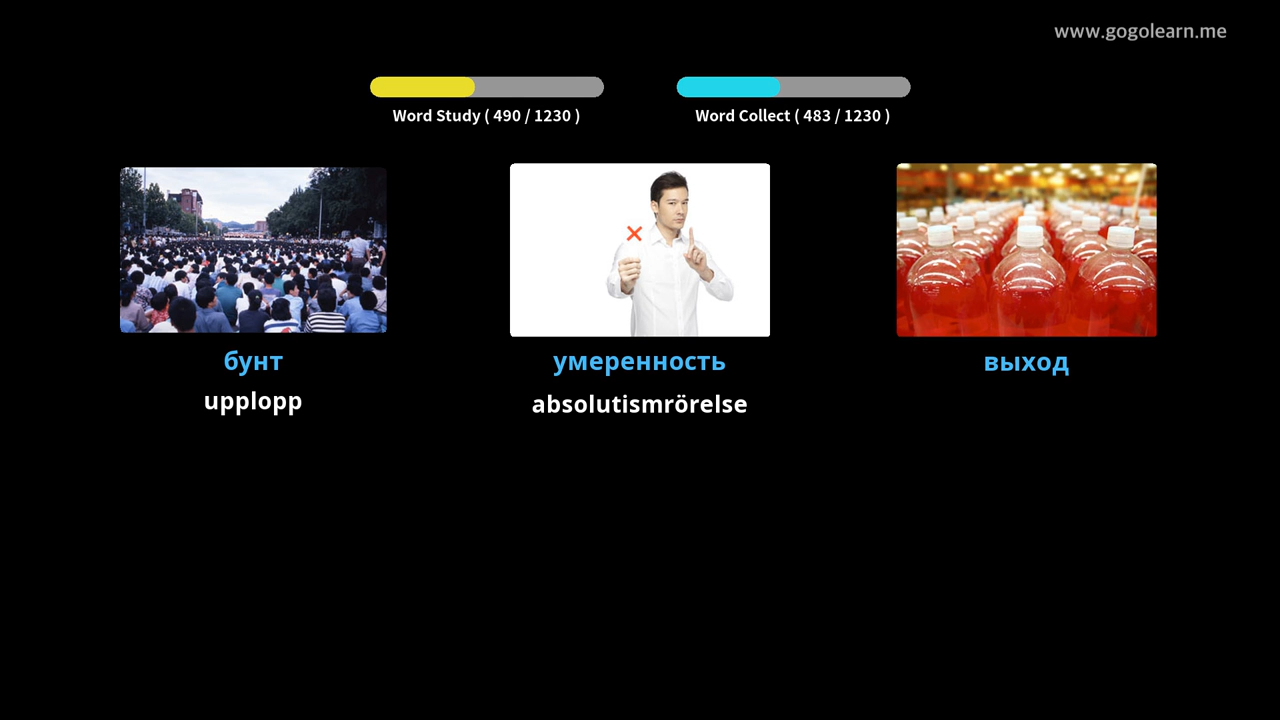 www.gogolearn.me
Word Study ( 490 / 1230 )
Word Collect ( 483 / 1230 )
бунт
умеренность
выход
upplopp
absolutismrörelse